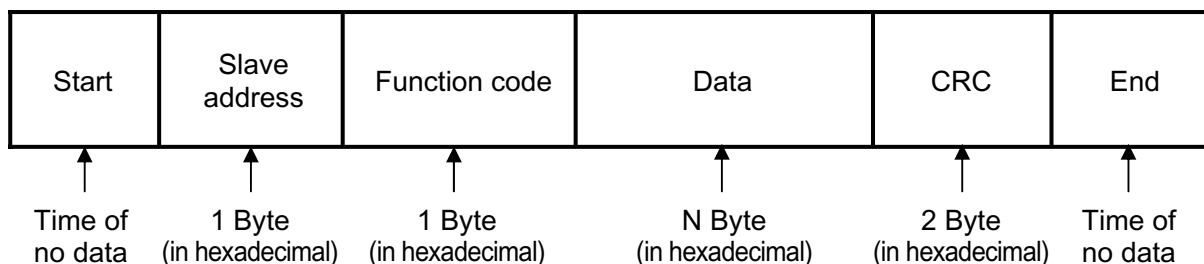 Start
Slave
address
Function code
Data
CRC
End
Time of
no data
1 Byte
(in hexadecimal)
1 Byte
(in hexadecimal)
N Byte
(in hexadecimal)
2 Byte
(in hexadecimal)
Time of
no data